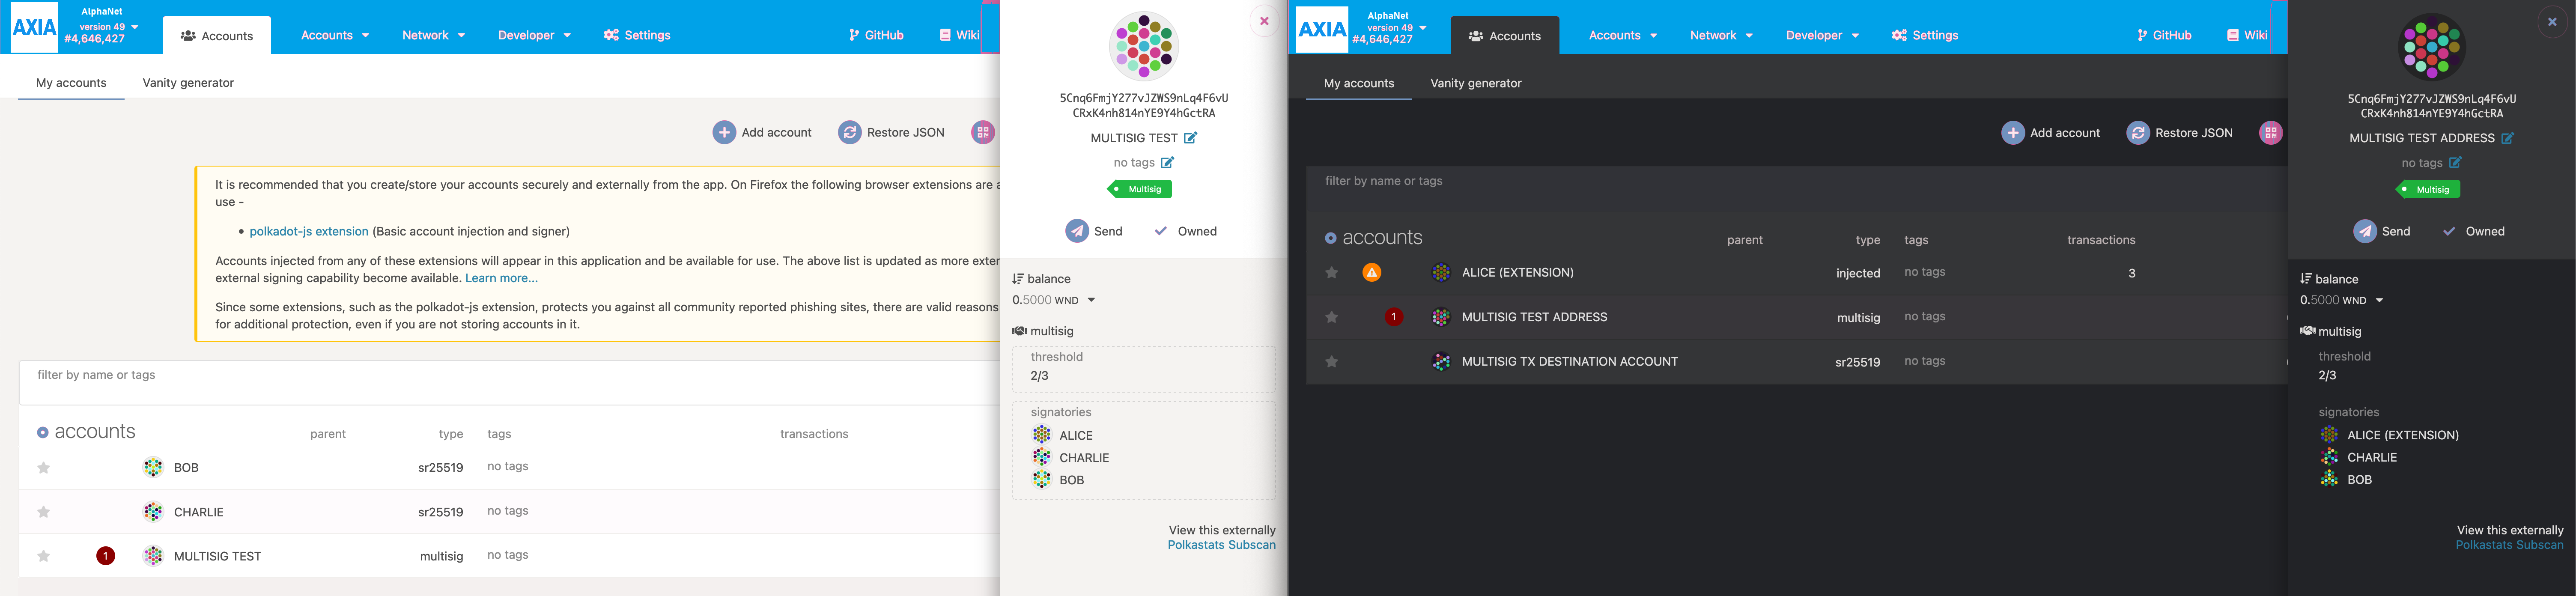 AXIA
AlphaNet
version 49
#4,646,427
Accounts
Accounts
Network
Developer
Settings
GitHub
Wiki
My accounts
Vanity generator
Add account
Restore JSON
It is recommended that you create/store your accounts securely and externally from the app. On Firefox the following browser extensions are a
use -
• polkadot-js extension (Basic account injection and signer)
Accounts injected from any of these extensions will appear in this application and be available for use. The above list is updated as more exter
external signing capability become available. Learn more...
Since some extensions, such as the polkadot-js extension, protects you against all community reported phishing sites, there are valid reasons
for additional protection, even if you are not storing accounts in it.
filter by name or tags
accounts parent type tags transactions
BOB sr25519 no tags
CHARLIE sr25519 no tags
1 MULTISIG TEST multisig no tags
5Cnq6FmjY277vJZWS9nLq4F6vU
CRxK4nh814nYE9Y4hGctRA
MULTISIG TEST
no tags
Multisig
Send Owned
balance
0.5000 WND
multisig
threshold
2/3
signatories
ALICE
CHARLIE
BOB
View this externally
Polkastats Subscan
AXIA
AlphaNet
version 49
#4,646,427
Accounts
Accounts
Network
Developer
Settings
GitHub
Wiki
My accounts
Vanity generator
Add account
Restore JSON
filter by name or tags
accounts parent type tags transactions
ALICE (EXTENSION) injected no tags 3
1 MULTISIG TEST ADDRESS multisig no tags
MULTISIG TX DESTINATION ACCOUNT sr25519 no tags
5Cnq6FmjY277vJZWS9nLq4F6vU
CRxK4nh814nYE9Y4hGctRA
MULTISIG TEST ADDRESS
no tags
Multisig
Send Owned
balance
0.5000 WND
multisig
threshold
2/3
signatories
ALICE (EXTENSION)
CHARLIE
BOB
View this externally
Polkastats Subscan